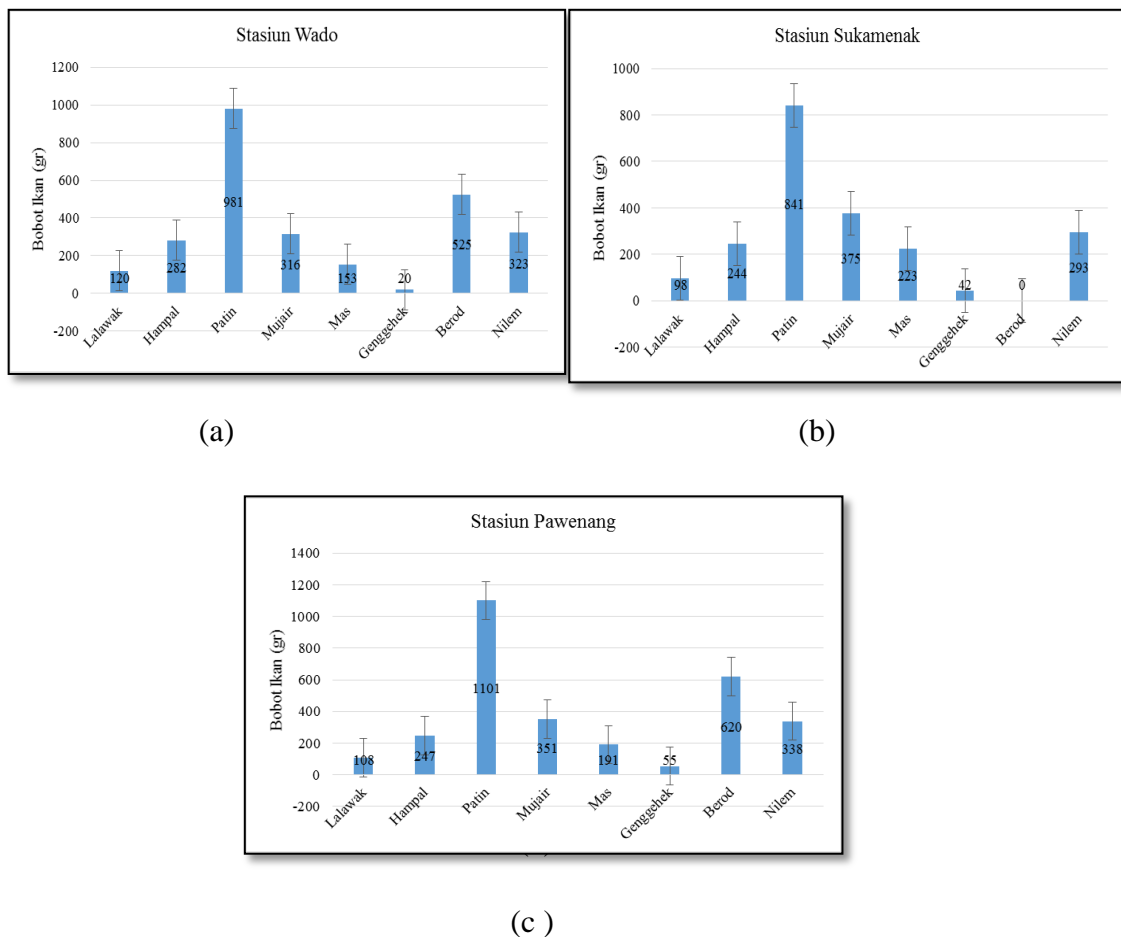 Stasiun Wado
Bobot Ikan (gr)
1200
1000
800
600
400
200
0
-200
120
282
981
316
153
20
525
323
Lalawak
Hampal
Patin
Mujair
Mas
Genggehek
Berod
Nilem
(a)
Stasiun Sukamenak
Bobot Ikan (gr)
1000
800
600
400
200
0
-200
98
244
841
375
223
42
0
293
Lalawak
Hampal
Patin
Mujair
Mas
Genggehek
Berod
Nilem
(b)
Stasiun Pawenang
Bobot Ikan (gr)
1400
1200
1000
800
600
400
200
0
-200
108
247
1101
351
191
55
620
338
Lalawak
Hampal
Patin
Mujair
Mas
Genggehek
Berod
Nilem
(c )